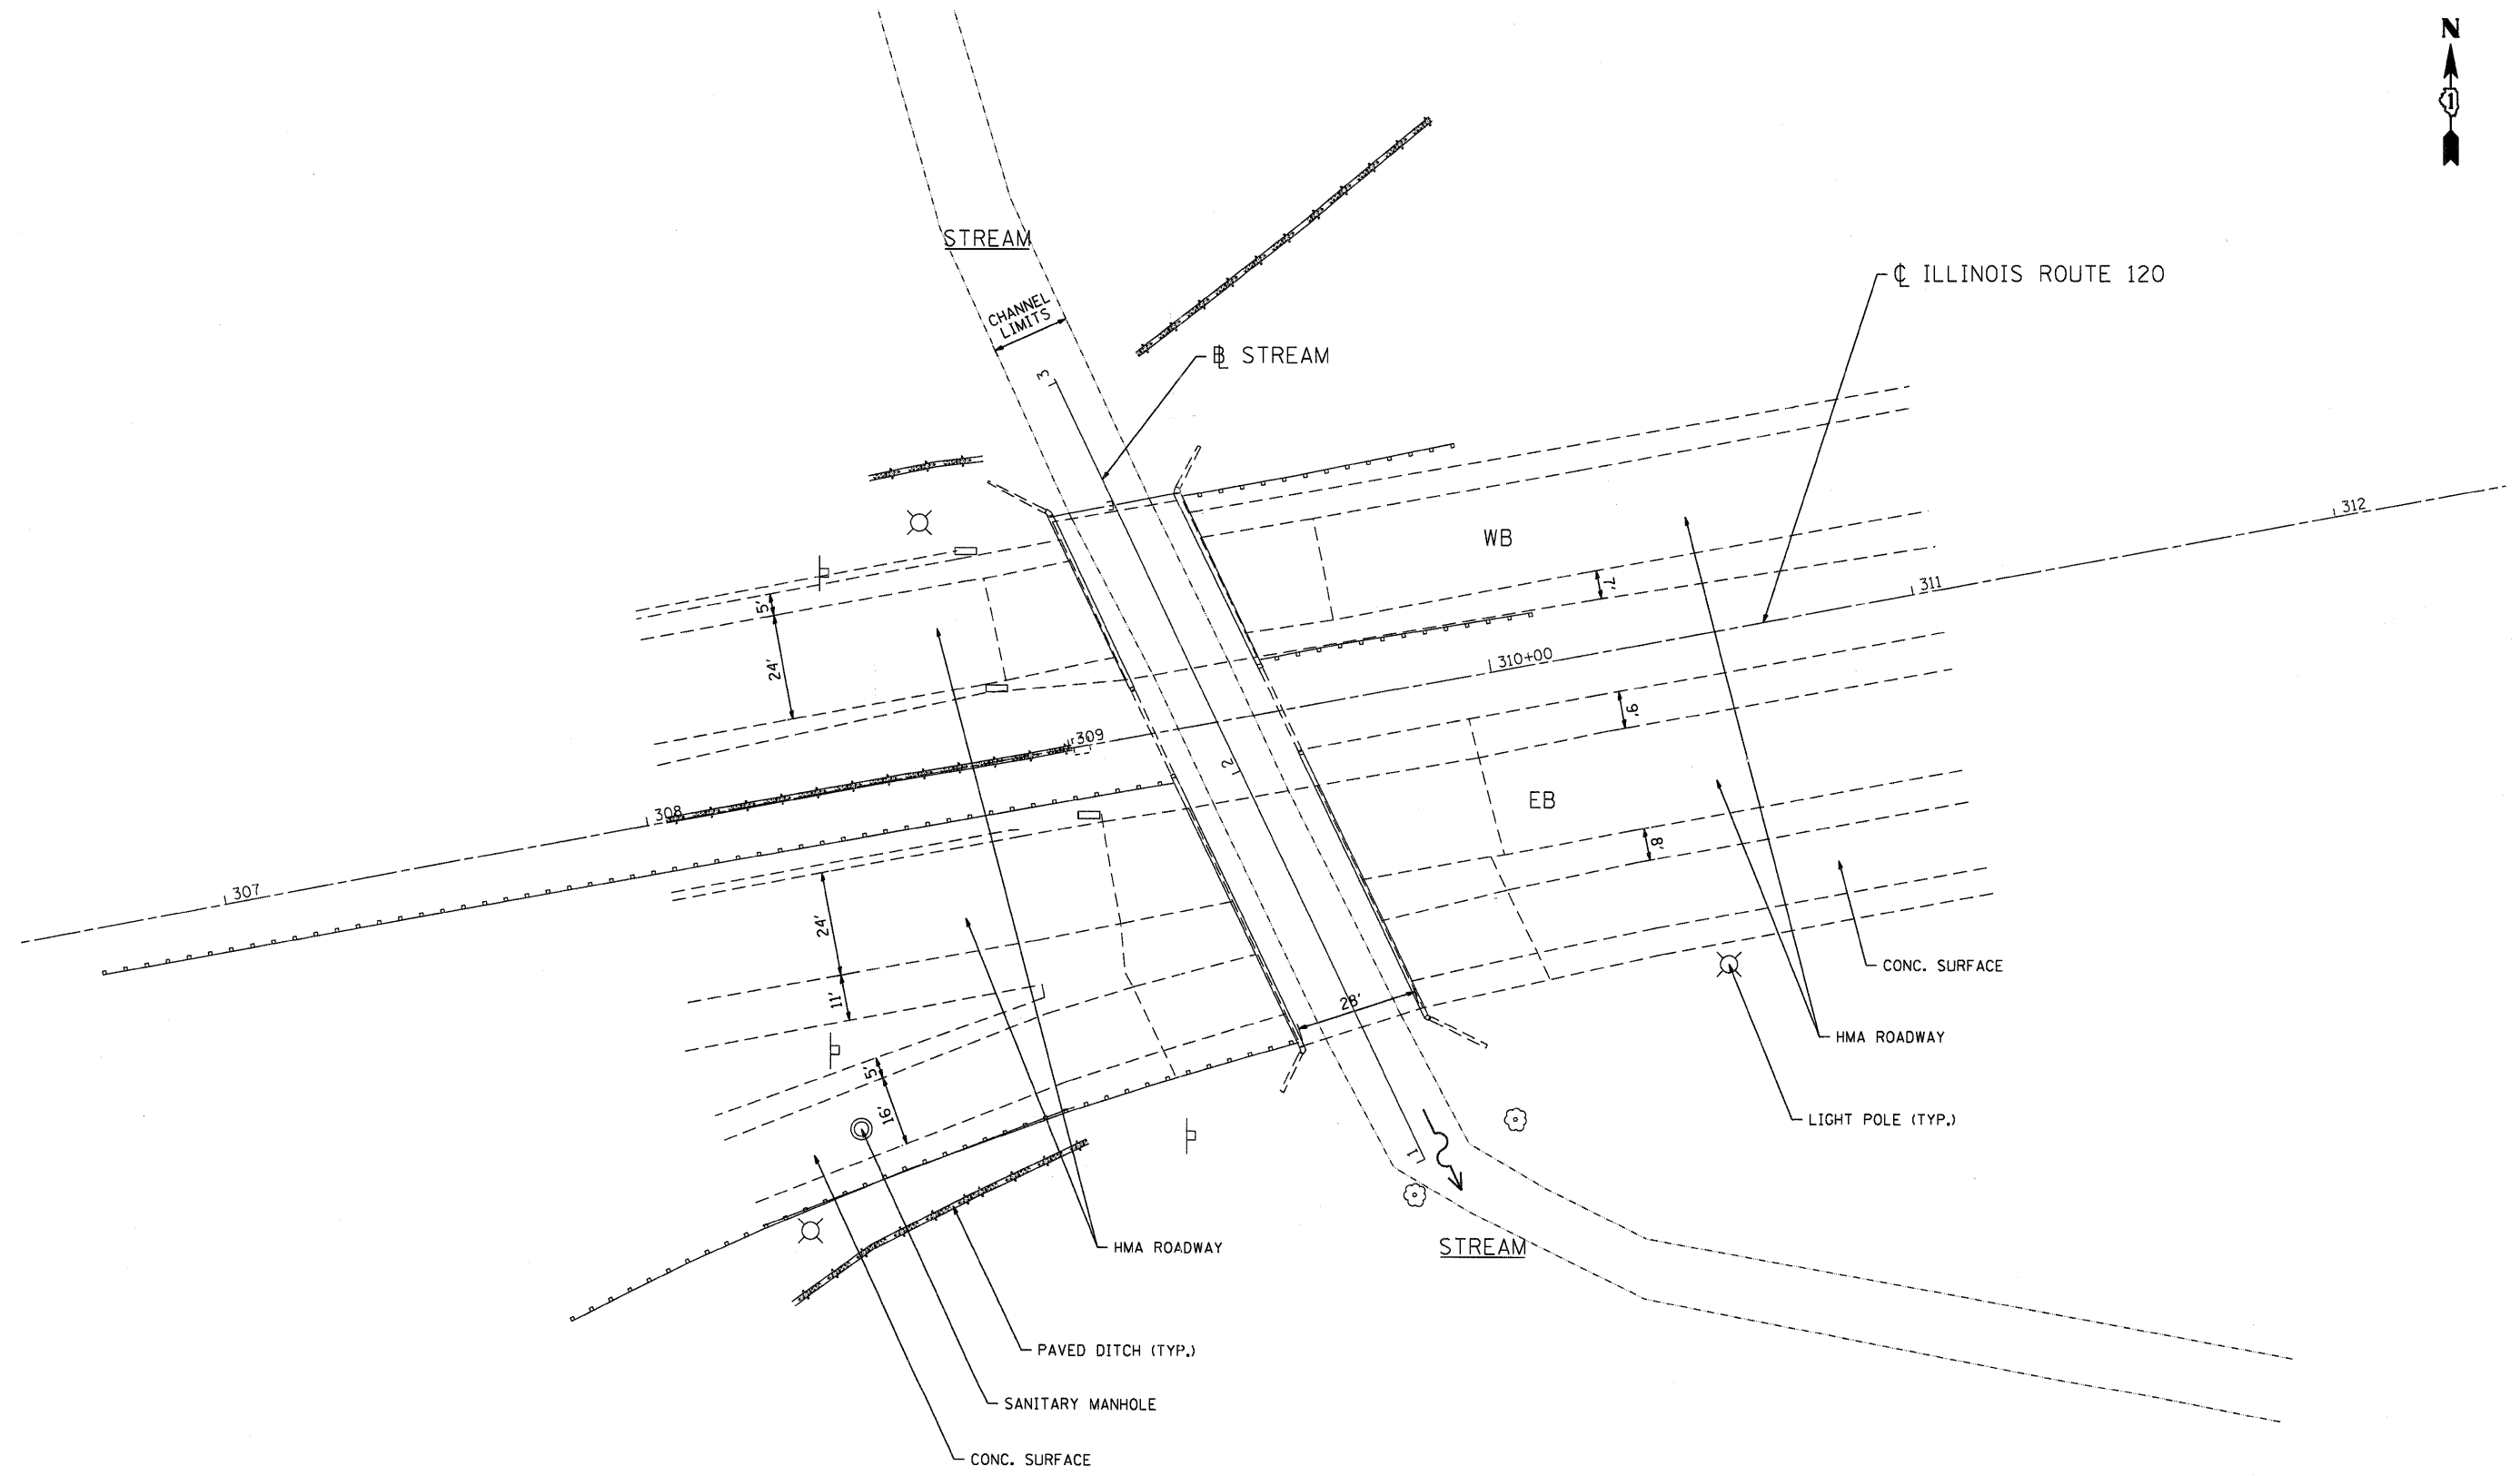 N
1
STREAM
℄ ILLINOIS ROUTE 120
CHANNEL
LIMITS
3
BL STREAM
312
WB
311
7'
5'
24'
310+00
9'
309
2
308
EB
8'
307
24'
11'
CONC. SURFACE
28'
HMA ROADWAY
5'
16'
LIGHT POLE (TYP.)
1
HMA ROADWAY
STREAM
PAVED DITCH (TYP.)
SANITARY MANHOLE
CONC. SURFACE